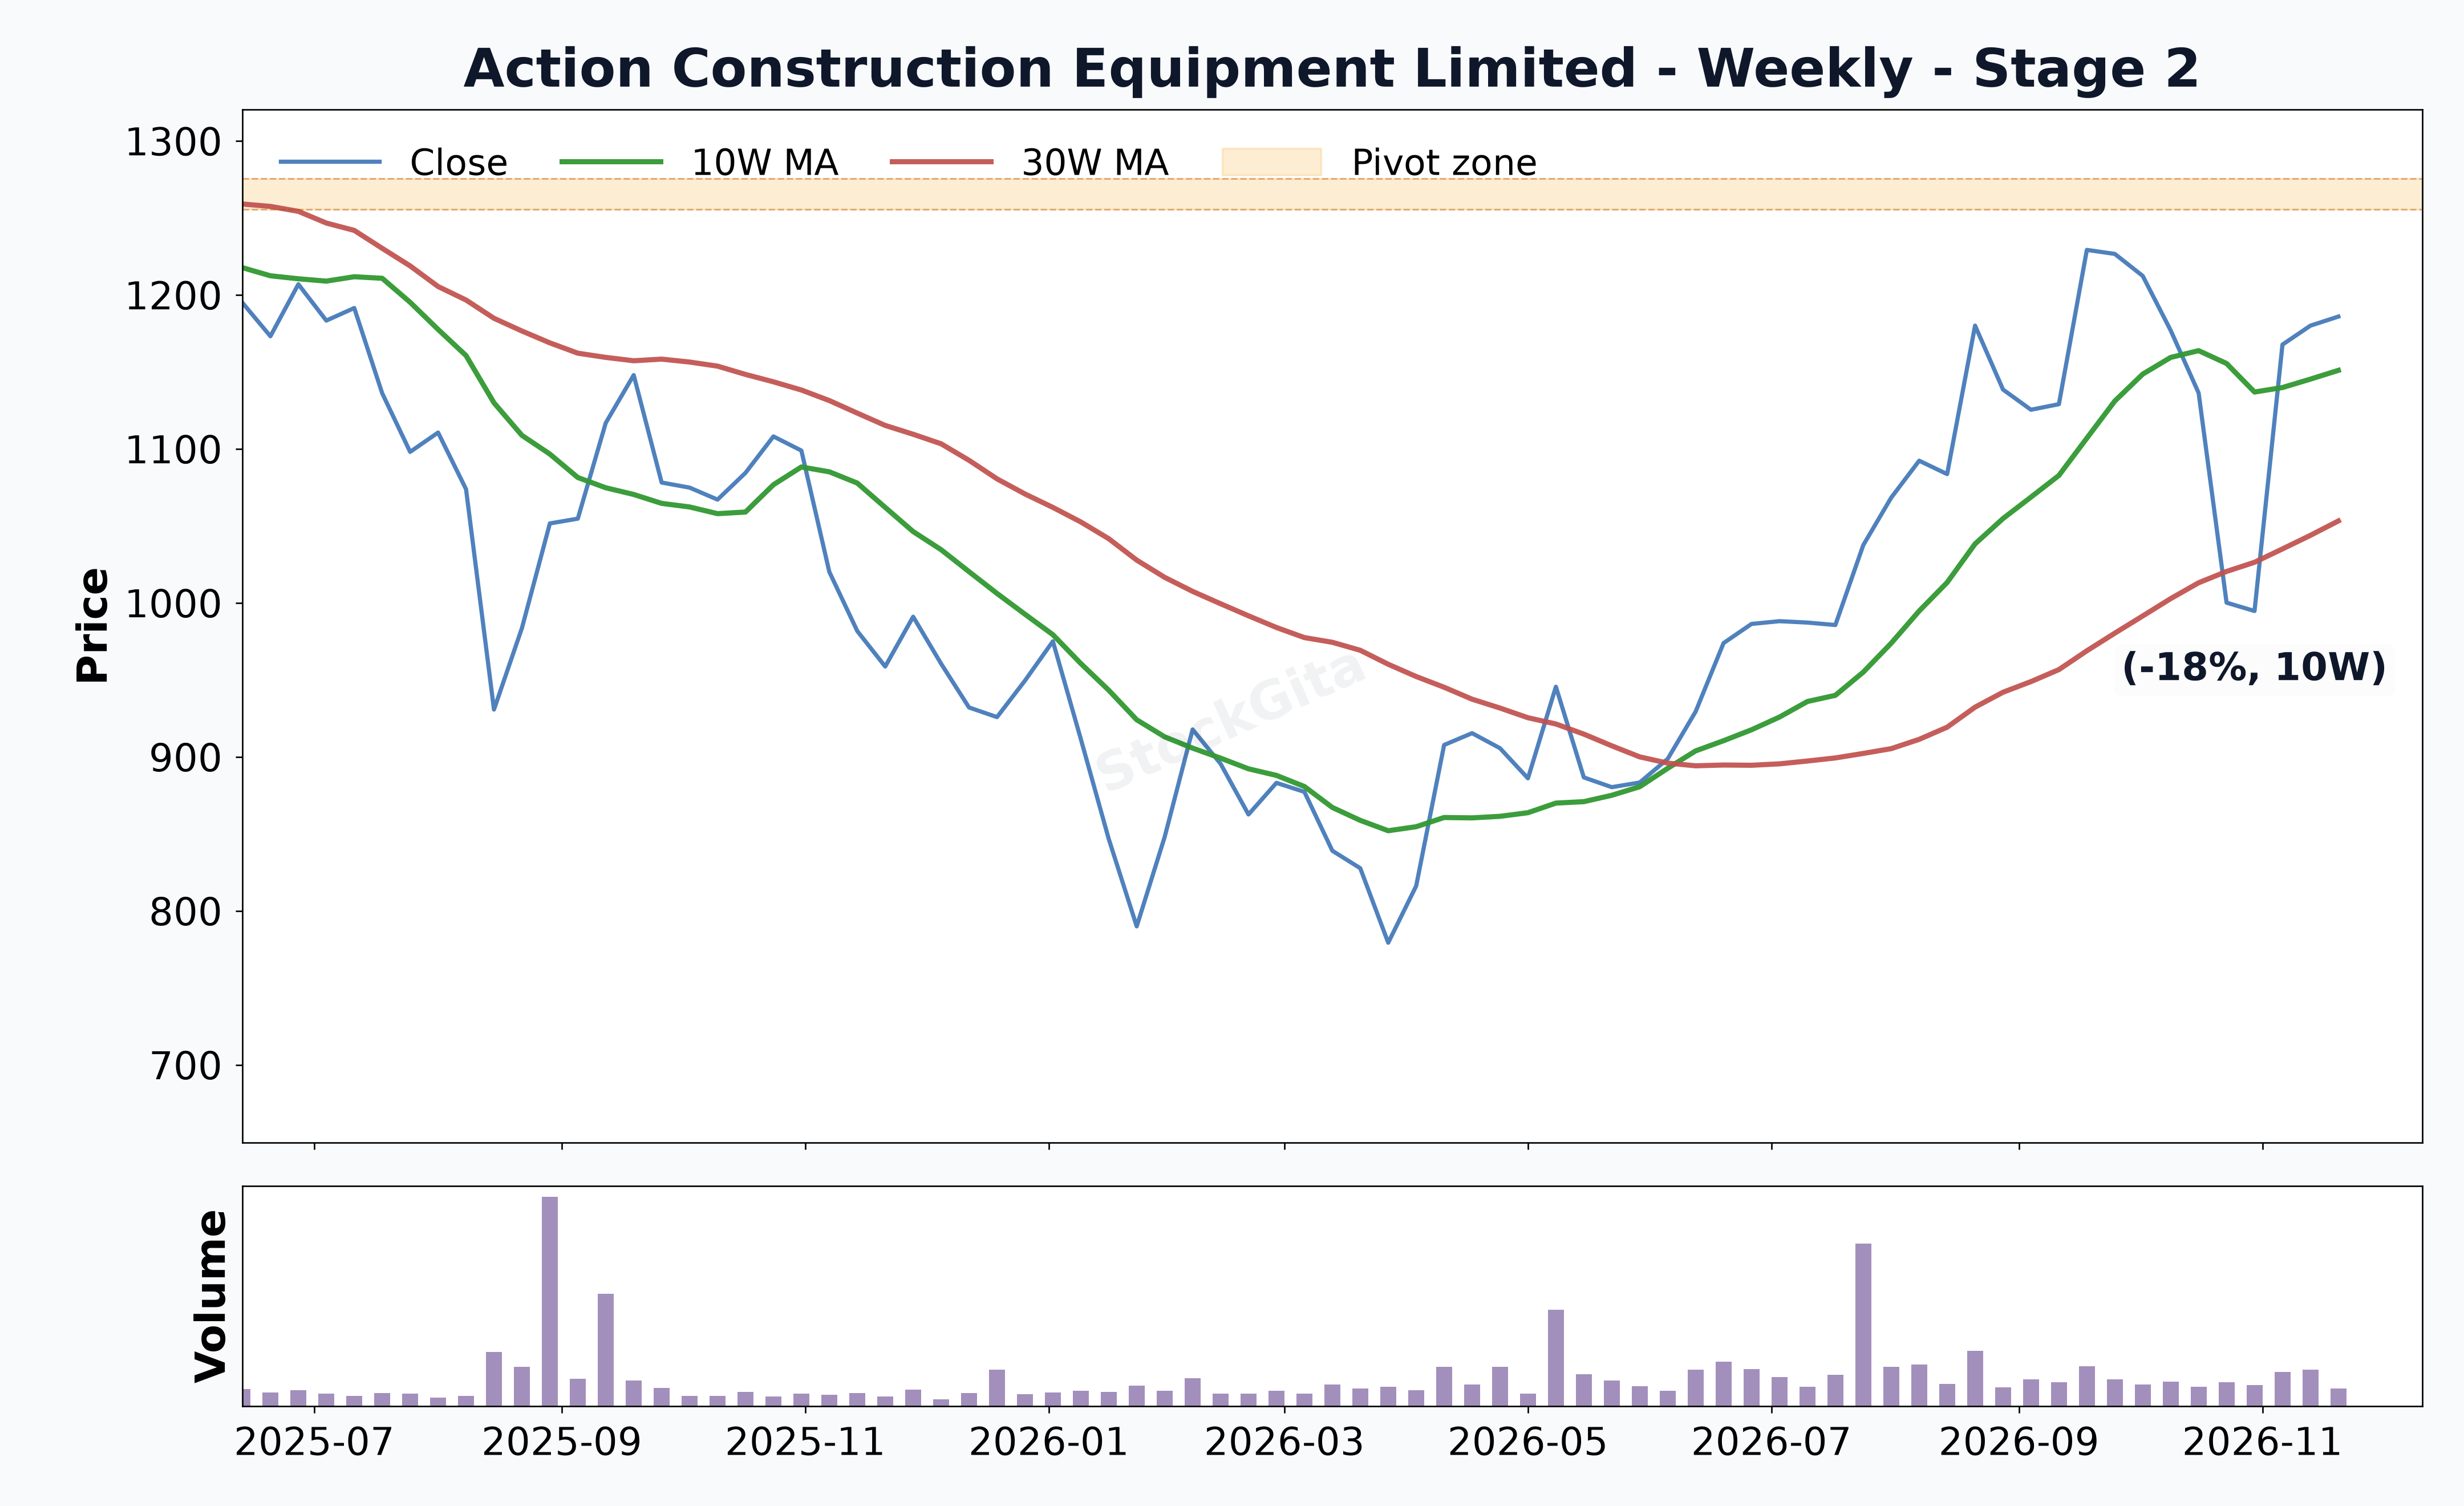 Action Construction Equipment Limited - Weekly - Stage 2
Close 10W MA 30W MA Pivot zone
1300
1200
1100
1000
900
800
700
Price
(-18%, 10W)
StockGita
Volume
2025-07 2025-09 2025-11 2026-01 2026-03 2026-05 2026-07 2026-09 2026-11